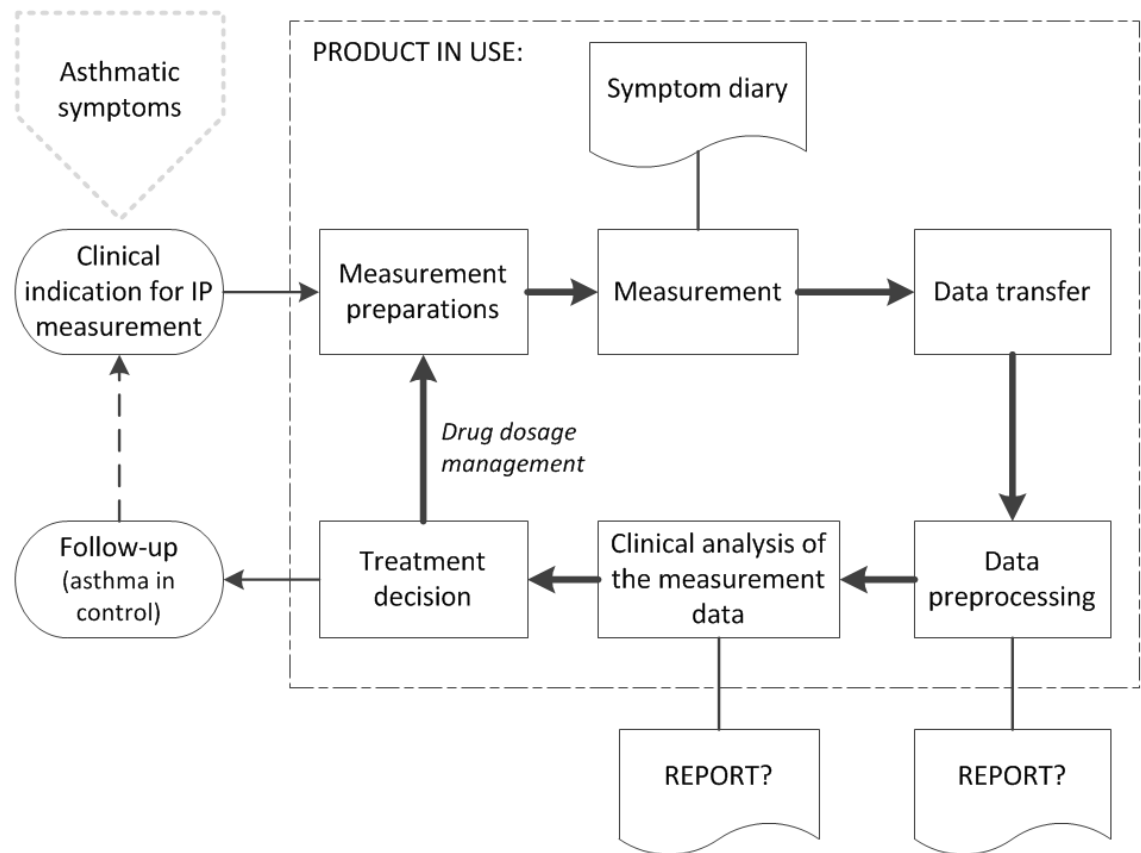 Asthmatic
symptoms
PRODUCT IN USE:
Symptom diary
Clinical
indication for IP
measurement
Measurement
preparations
Measurement
Data transfer
Drug dosage
management
Follow-up
(asthma in
control)
Treatment
decision
Clinical analysis of
the measurement
data
Data
preprocessing
REPORT?
REPORT?